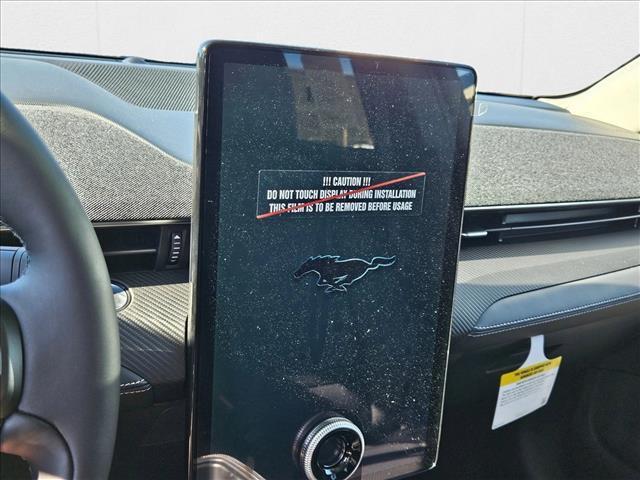 !!! CAUTION !!!
DO NOT TOUCH DISPLAY DURING INSTALLATION
THIS FILM IS TO BE REMOVED BEFORE USAGE